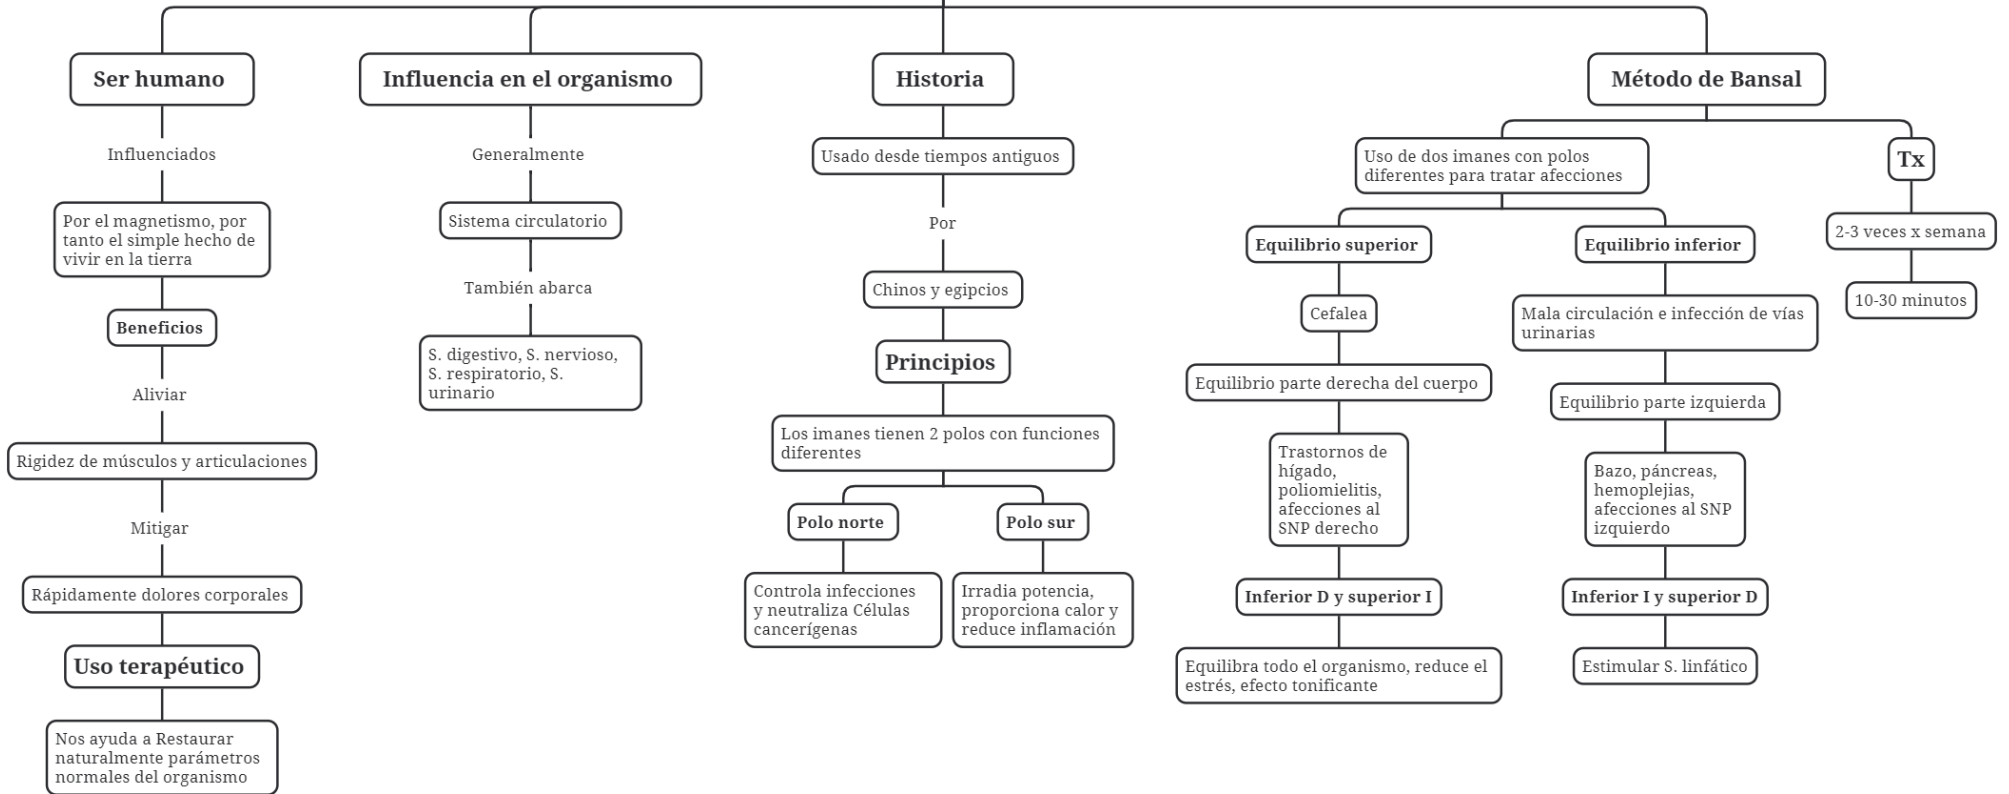 Ser humano
Influenciados
Por el magnetismo, por
tanto el simple hecho de
vivir en la tierra
Beneficios
Aliviar
Rigidez de músculos y articulaciones
Mitigar
Rápidamente dolores corporales
Uso terapéutico
Nos ayuda a Restaurar
naturalmente parámetros
normales del organismo
Influencia en el organismo
Generalmente
Sistema circulatorio
También abarca
S. digestivo, S. nervioso,
S. respiratorio, S.
urinario
Historia
Usado desde tiempos antiguos
Por
Chinos y egipcios
Principios
Los imanes tienen 2 polos con funciones
diferentes
Polo norte
Controla infecciones
y neutraliza Células
cancerígenas
Polo sur
Irradia potencia,
proporciona calor y
reduce inflamación
Método de Bansal
Uso de dos imanes con polos
diferentes para tratar afecciones
Equilibrio superior
Cefalea
Equilibrio parte derecha del cuerpo
Trastornos de
hígado,
poliomielitis,
afecciones al
SNP derecho
Inferior D y superior I
Equilibra todo el organismo, reduce el
estrés, efecto tonificante
Equilibrio inferior
Mala circulación e infección de vías
urinarias
Equilibrio parte izquierda
Bazo, páncreas,
hemoplejias,
afecciones al SNP
izquierdo
Inferior I y superior D
Estimular S. linfático
Tx
2-3 veces x semana
10-30 minutos